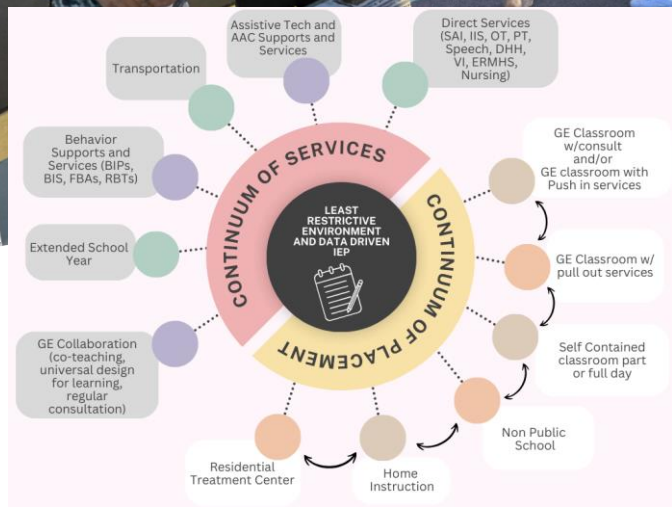 Assistive Tech and
AAC Supports and
Services
Direct Services
(SAI, IIS, OT, PT,
Speech, DHH,
VI, ERMHS,
Nursing)
Transportation
Behavior
Supports and
Services (BIPs,
BIS, FBAs, RBTs)
Extended School
Year
GE Collaboration
(co-teaching,
universal design
for learning,
regular
consultation)
CONTINUUM OF SERVICES
LEAST
RESTRICTIVE
ENVIRONMENT
AND DATA DRIVEN
IEP
CONTINUUM OF PLACEMENT
GE Classroom
w/consult
and/or
GE classroom with
Push in services
GE Classroom w/
pull out services
Self Contained
classroom part
or full day
Non Public
School
Home
Instruction
Residential
Treatment Center